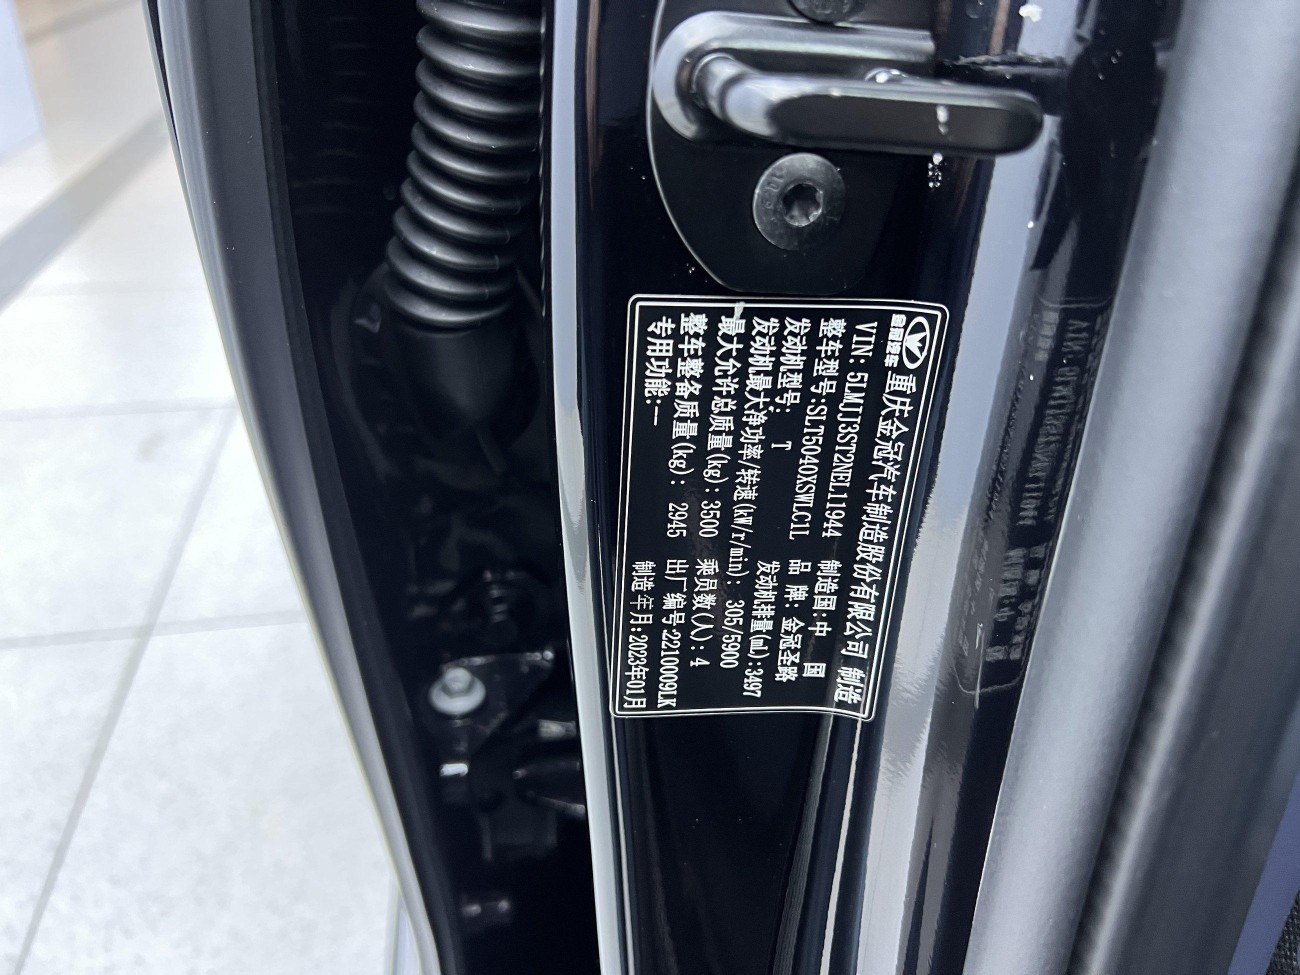 金冠汽车 重庆金冠汽车制造股份有限公司 制造
VIN: 5LMJJ3ST2NEL11944 制造国:中 国
整车型号:SLT5040XSWLC1L 品 牌: 金冠圣路
发动机型号: T 发动机排量(ml):3497
发动机最大净功率/转速(kW/r/min): 305/5900
最大允许总质量(kg): 3500 乘员数(人): 4
整车整备质量(kg): 2945 出厂编号:2210009LK
专用功能:— 制造年月:2023年01月